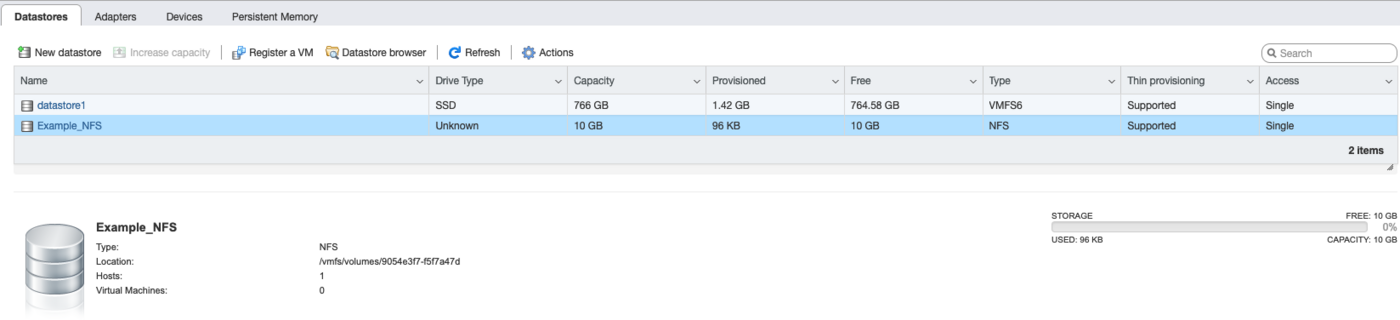 Datastores Adapters Devices Persistent Memory
New datastore Increase capacity Register a VM Datastore browser Refresh Actions Search
Name Drive Type Capacity Provisioned Free Type Thin provisioning Access
datastore1 SSD 766 GB 1.42 GB 764.58 GB VMFS6 Supported Single
Example_NFS Unknown 10 GB 96 KB 10 GB NFS Supported Single
2 items
STORAGE FREE: 10 GB
Example_NFS 0%
USED: 96 KB CAPACITY: 10 GB
Type: NFS
Location: /vmfs/volumes/9054e3f7-f5f7a47d
Hosts: 1
Virtual Machines: 0